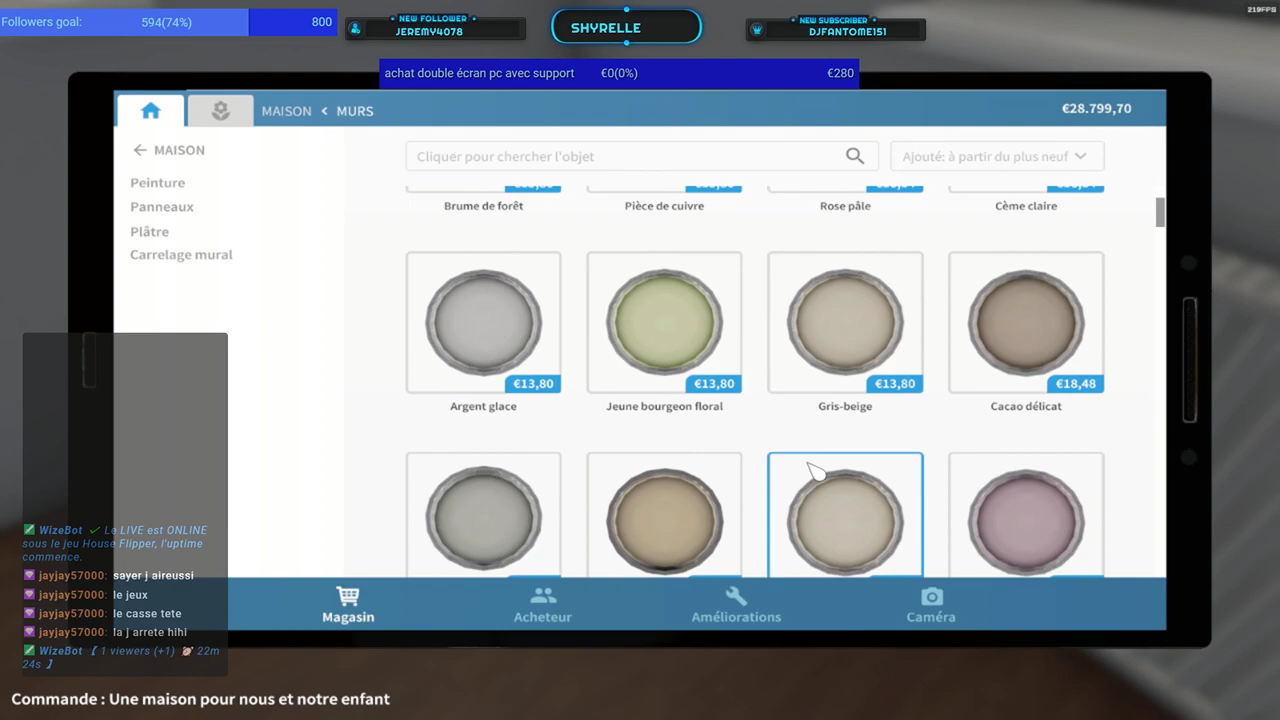 219FPS
Followers goal: 594(74%) 800
NEW FOLLOWER
JEREMY4078
SHYRELLE
NEW SUBSCRIBER
DJFANTOME151
achat double écran pc avec support €0(0%) €280
MAISON < MURS €28.799,70
← MAISON
Peinture
Panneaux
Plâtre
Carrelage mural
Cliquer pour chercher l'objet
Ajouté: à partir du plus neuf
Brume de forêt
Pièce de cuivre
Rose pâle
Cème claire
€13,80
€13,80
€13,80
€18,48
Argent glace
Jeune bourgeon floral
Gris-beige
Cacao délicat
WizeBot ✓ Le LIVE est ONLINE
sous le jeu House Flipper, l'uptime
commence.
jayjay57000: sayer j aireussi
jayjay57000: le jeux
jayjay57000: le casse tete
jayjay57000: la j arrete hihi
WizeBot 【 1 viewers (+1) 22m
24s 】
Magasin
Acheteur
Améliorations
Caméra
Commande : Une maison pour nous et notre enfant